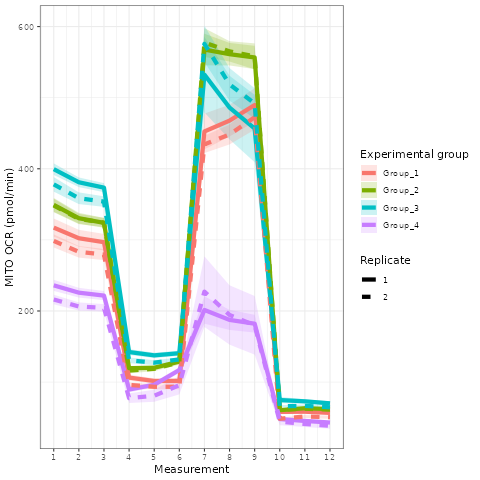 MITO OCR (pmol/min)
600
400
200
1 2 3 4 5 6 7 8 9 10 11 12
Measurement
Experimental group
Group_1
Group_2
Group_3
Group_4
Replicate
1
2